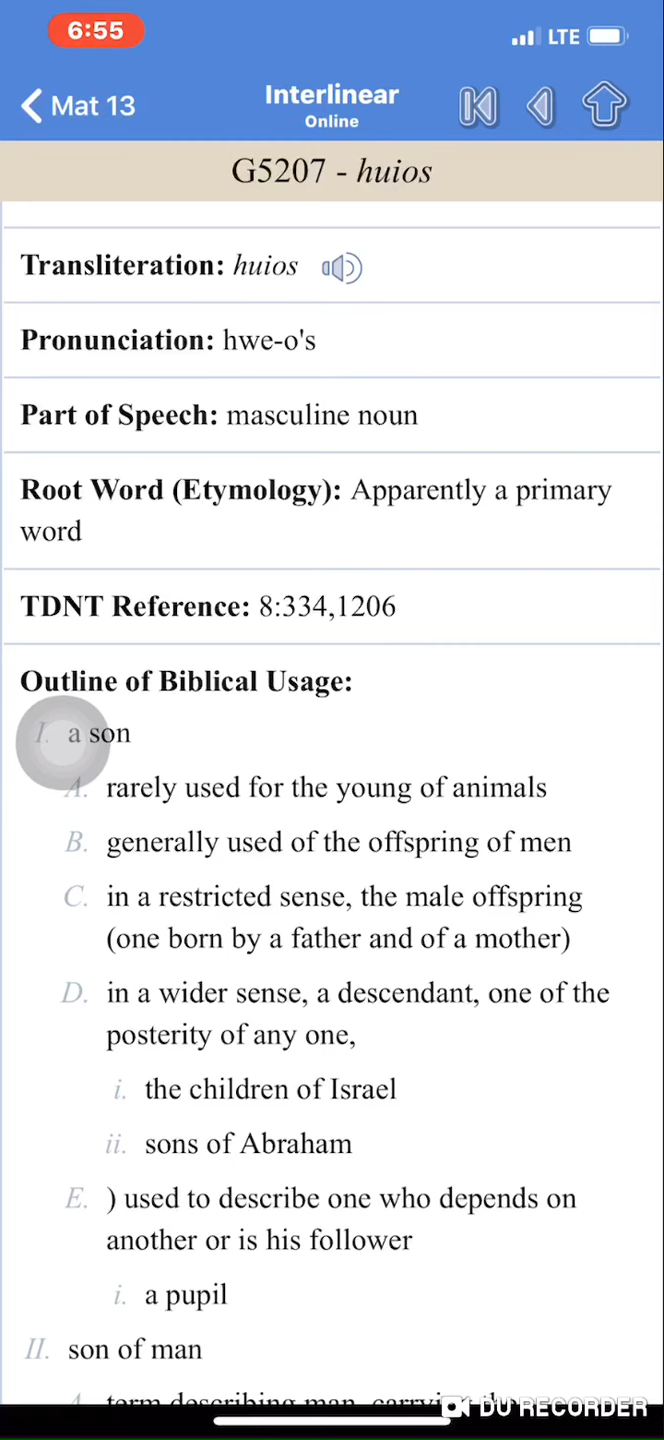 6:55
LTE
Mat 13
Interlinear
Online
G5207 - huios
Transliteration: huios
Pronunciation: hwe-o's
Part of Speech: masculine noun
Root Word (Etymology): Apparently a primary
word
TDNT Reference: 8:334,1206
Outline of Biblical Usage:
I. a son
A. rarely used for the young of animals
B. generally used of the offspring of men
C. in a restricted sense, the male offspring
(one born by a father and of a mother)
D. in a wider sense, a descendant, one of the
posterity of any one,
i. the children of Israel
ii. sons of Abraham
E. ) used to describe one who depends on
another or is his follower
i. a pupil
II. son of man
A. term describing man, carrying
DU RECORDER